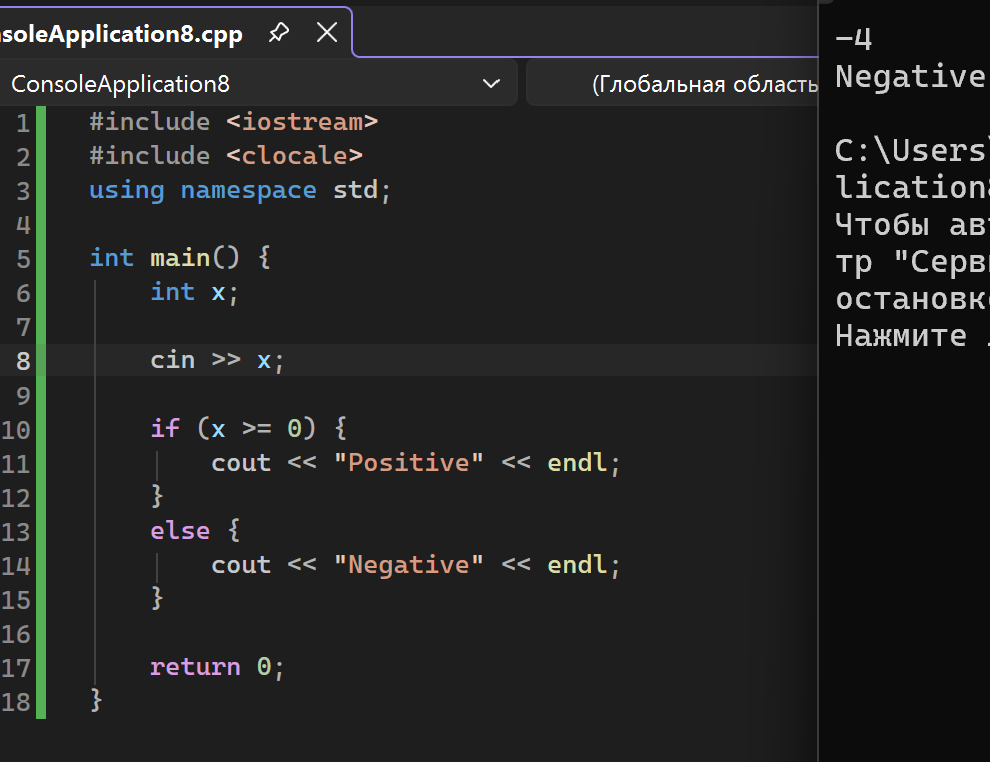 soleApplication8.cpp
ConsoleApplication8
(Глобальная область
1 #include <iostream>
2 #include <clocale>
3 using namespace std;
4
5 int main() {
6 int x;
7
8 cin >> x;
9
10 if (x >= 0) {
11 cout << "Positive" << endl;
12 }
13 else {
14 cout << "Negative" << endl;
15 }
16
17 return 0;
18 }
-4
Negative
C:\Users\
lication8
Чтобы ав
тр "Серв
остановк
Нажмите